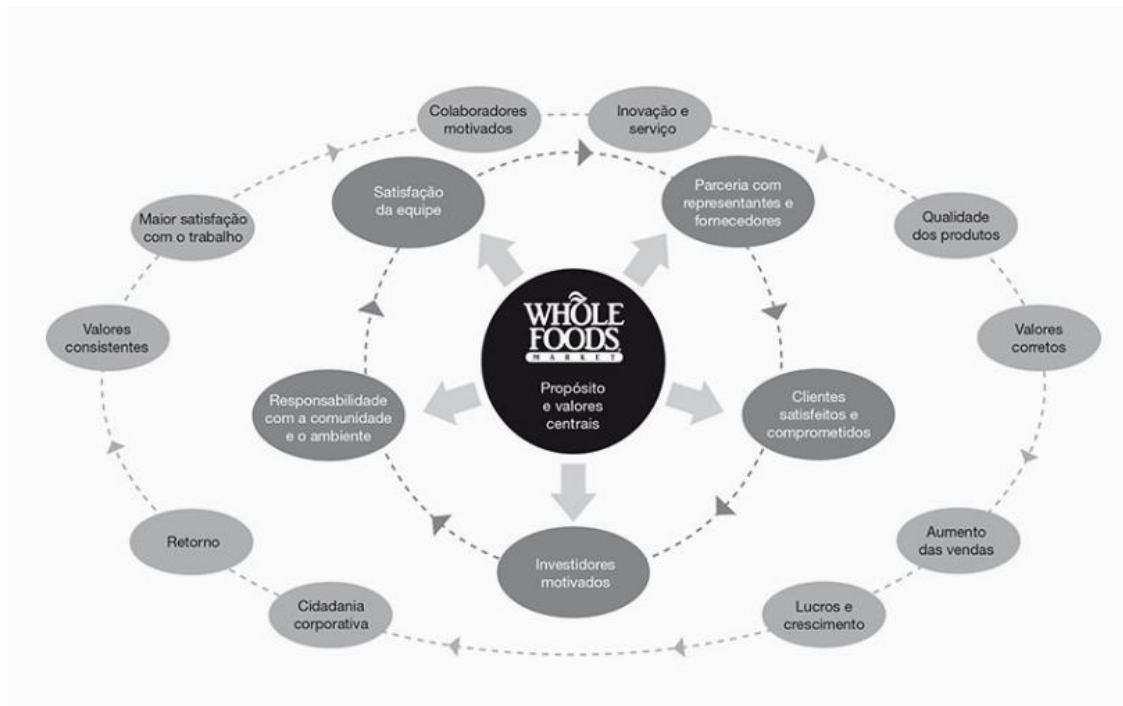 Colaboradores
motivados
Inovação e
serviço
Satisfação
da equipe
Parceria com
representantes e
fornecedores
Maior satisfação
com o trabalho
Qualidade
dos produtos
WHOLE
FOODS
MARKET
Propósito
e valores
centrais
Valores
consistentes
Valores
corretos
Responsabilidade
com a comunidade
e o ambiente
Clientes
satisfeitos e
comprometidos
Retorno
Investidores
motivados
Aumento
das vendas
Cidadania
corporativa
Lucros e
crescimento